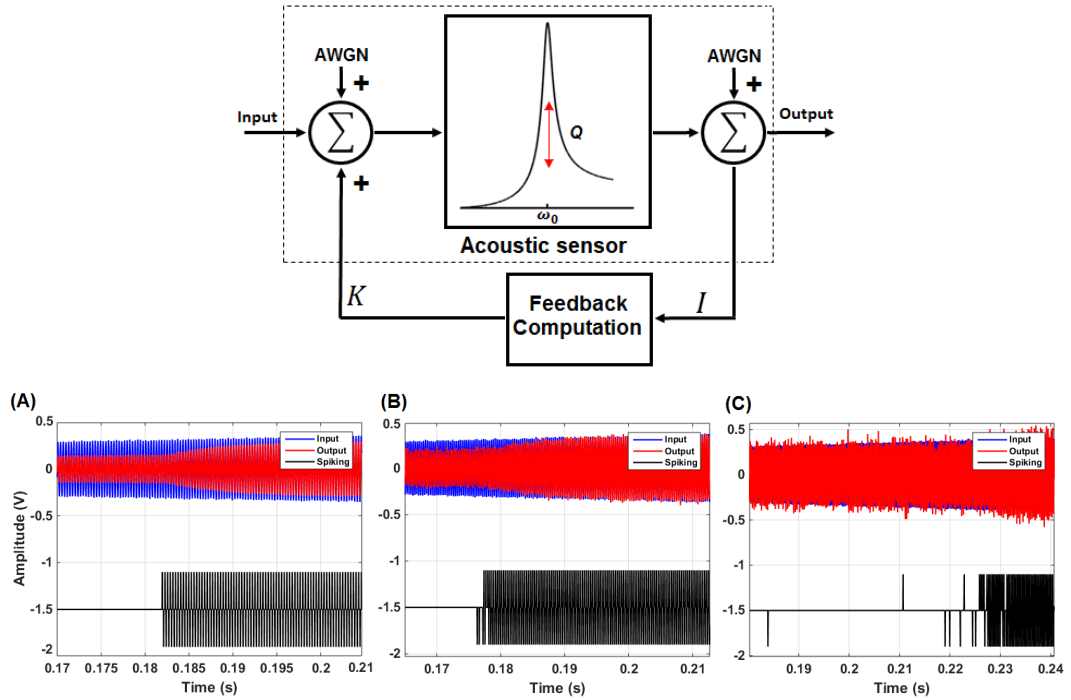 AWGN
+
Input
Σ
+
Q
ω₀
Acoustic sensor
AWGN
+
Output
Σ
K
Feedback
Computation
I
(A)
Amplitude (V)
0.5
0
-0.5
-1
-1.5
-2
Input
Output
Spiking
0.17 0.175 0.18 0.185 0.19 0.195 0.2 0.21
Time (s)
(B)
0.5
0
-0.5
-1
-1.5
-2
Input
Output
Spiking
0.17 0.18 0.19 0.2 0.21
Time (s)
(C)
0.5
0
-0.5
-1
-1.5
-2
Input
Output
Spiking
0.19 0.2 0.21 0.22 0.23 0.24
Time (s)